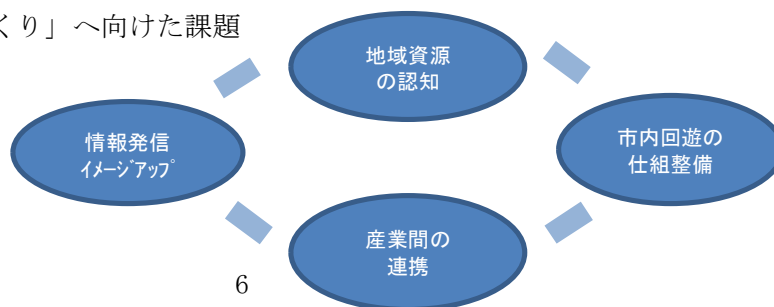 くり」へ向けた課題
地域資源
の認知
情報発信
ｲﾒｰｼﾞｱｯﾌﾟ
市内回遊の
仕組整備
産業間の
連携
6